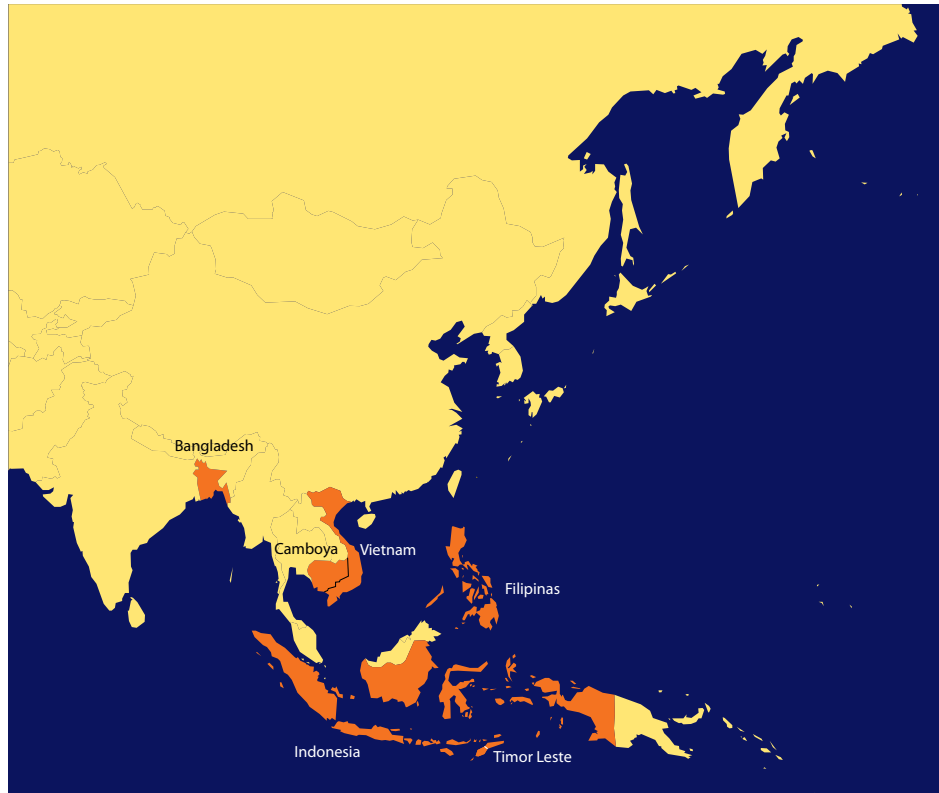 Bangladesh
Camboya
Vietnam
Filipinas
Indonesia
Timor Leste